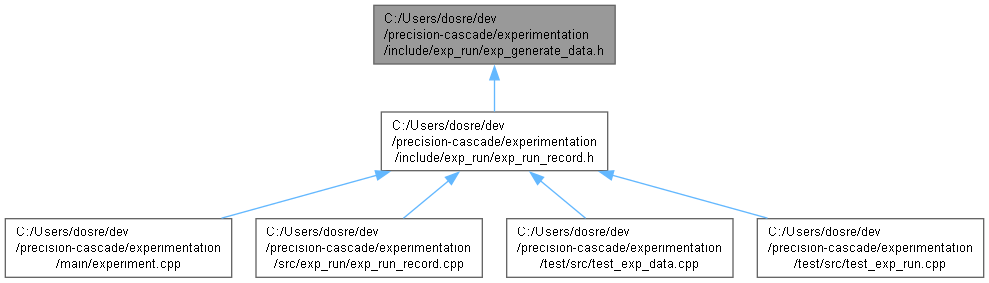 C:/Users/dosre/dev
/precision-cascade/experimentation
/include/exp_run/exp_generate_data.h
C:/Users/dosre/dev
/precision-cascade/experimentation
/include/exp_run/exp_run_record.h
C:/Users/dosre/dev
/precision-cascade/experimentation
/main/experiment.cpp
C:/Users/dosre/dev
/precision-cascade/experimentation
/src/exp_run/exp_run_record.cpp
C:/Users/dosre/dev
/precision-cascade/experimentation
/test/src/test_exp_data.cpp
C:/Users/dosre/dev
/precision-cascade/experimentation
/test/src/test_exp_run.cpp